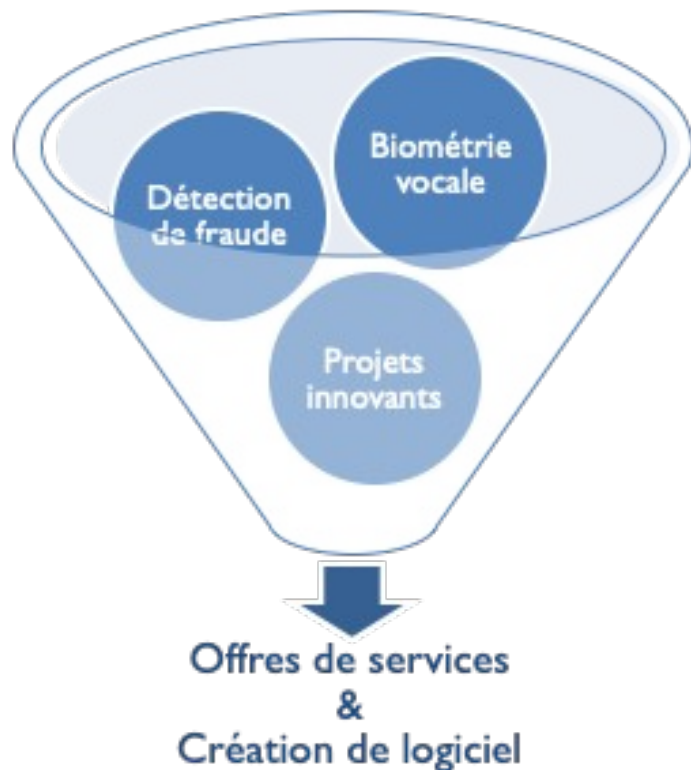 Biométrie
vocale
Détection
de fraude
Projets
innovants
Offres de services
&
Création de logiciel